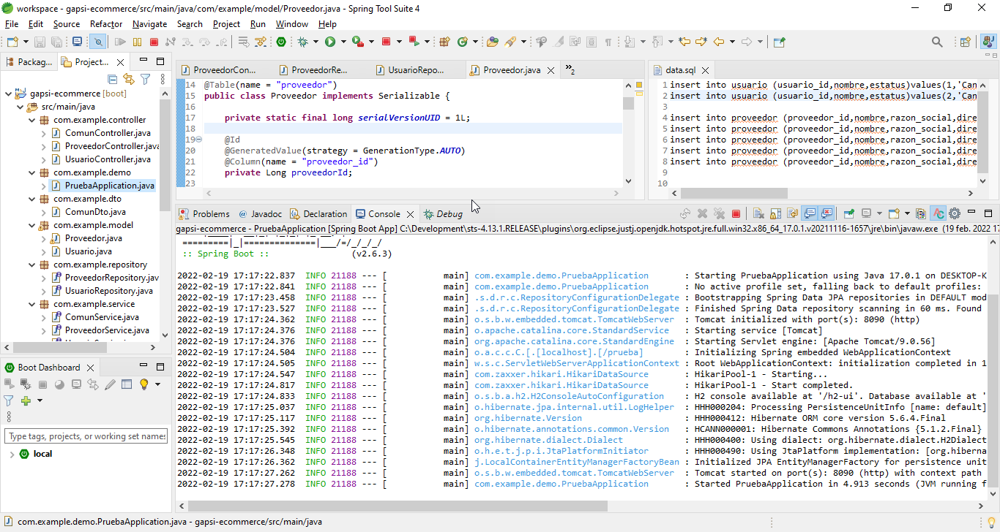 workspace - gapsi-ecommerce/src/main/java/com/example/model/Proveedor.java - Spring Tool Suite 4
File Edit Source Refactor Navigate Search Project Run Window Help
Packag... Project...
gapsi-ecommerce [boot]
src/main/java
com.example.controller
ComunController.java
ProveedorController.java
UsuarioController.java
com.example.demo
PruebaApplication.java
com.example.dto
ComunDto.java
com.example.model
Proveedor.java
Usuario.java
com.example.repository
ProveedorRepository.jav
UsuarioRepository.java
com.example.service
ComunService.java
ProveedorService.java
Boot Dashboard
Type tags, projects, or working set names
local
ProveedorCon... ProveedorRe... UsuarioRepo... Proveedor.java »2
14 @Table(name = "proveedor")
15 public class Proveedor implements Serializable {
16
17 private static final long serialVersionUID = 1L;
18
19 @Id
20 @GeneratedValue(strategy = GenerationType.AUTO)
21 @Column(name = "proveedor_id")
22 private Long proveedorId;
23
data.sql
1 insert into usuario (usuario_id,nombre,estatus)values(1,'Can
2 insert into usuario (usuario_id,nombre,estatus)values(2,'Can
3
4 insert into proveedor (proveedor_id,nombre,razon_social,dire
5 insert into proveedor (proveedor_id,nombre,razon_social,dire
6 insert into proveedor (proveedor_id,nombre,razon_social,dire
7 insert into proveedor (proveedor_id,nombre,razon_social,dire
8 insert into proveedor (proveedor_id,nombre,razon_social,dire
9
10
Problems @ Javadoc Declaration Console Debug
gapsi-ecommerce - PruebaApplication [Spring Boot App] C:\Development\sts-4.13.1.RELEASE\plugins\org.eclipse.justj.openjdk.hotspot.jre.full.win32.x86_64_17.0.1.v20211116-1657\jre\bin\javaw.exe (19 feb. 2022 17
=========|_|==============|___/=/_/_/_/
:: Spring Boot :: (v2.6.3)
2022-02-19 17:17:22.837 INFO 21188 --- [ main] com.example.demo.PruebaApplication : Starting PruebaApplication using Java 17.0.1 on DESKTOP-K
2022-02-19 17:17:22.841 INFO 21188 --- [ main] com.example.demo.PruebaApplication : No active profile set, falling back to default profiles:
2022-02-19 17:17:23.458 INFO 21188 --- [ main] .s.d.r.c.RepositoryConfigurationDelegate : Bootstrapping Spring Data JPA repositories in DEFAULT mod
2022-02-19 17:17:23.527 INFO 21188 --- [ main] .s.d.r.c.RepositoryConfigurationDelegate : Finished Spring Data repository scanning in 60 ms. Found
2022-02-19 17:17:24.362 INFO 21188 --- [ main] o.s.b.w.embedded.tomcat.TomcatWebServer : Tomcat initialized with port(s): 8090 (http)
2022-02-19 17:17:24.376 INFO 21188 --- [ main] o.apache.catalina.core.StandardService : Starting service [Tomcat]
2022-02-19 17:17:24.376 INFO 21188 --- [ main] org.apache.catalina.core.StandardEngine : Starting Servlet engine: [Apache Tomcat/9.0.56]
2022-02-19 17:17:24.504 INFO 21188 --- [ main] o.a.c.c.C.[.[localhost].[/prueba] : Initializing Spring embedded WebApplicationContext
2022-02-19 17:17:24.505 INFO 21188 --- [ main] w.s.c.ServletWebServerApplicationContext : Root WebApplicationContext: initialization completed in 1
2022-02-19 17:17:24.547 INFO 21188 --- [ main] com.zaxxer.hikari.HikariDataSource : HikariPool-1 - Starting...
2022-02-19 17:17:24.817 INFO 21188 --- [ main] com.zaxxer.hikari.HikariDataSource : HikariPool-1 - Start completed.
2022-02-19 17:17:24.833 INFO 21188 --- [ main] o.s.b.a.h2.H2ConsoleAutoConfiguration : H2 console available at '/h2-ui'. Database available at '
2022-02-19 17:17:25.037 INFO 21188 --- [ main] o.hibernate.jpa.internal.util.LogHelper : HHH000204: Processing PersistenceUnitInfo [name: default]
2022-02-19 17:17:25.117 INFO 21188 --- [ main] org.hibernate.Version : HHH000412: Hibernate ORM core version 5.6.4.Final
2022-02-19 17:17:25.392 INFO 21188 --- [ main] o.hibernate.annotations.common.Version : HCANN000001: Hibernate Commons Annotations {5.1.2.Final}
2022-02-19 17:17:25.545 INFO 21188 --- [ main] org.hibernate.dialect.Dialect : HHH000400: Using dialect: org.hibernate.dialect.H2Dialect
2022-02-19 17:17:26.348 INFO 21188 --- [ main] o.h.e.t.j.p.i.JtaPlatformInitiator : HHH000490: Using JtaPlatform implementation: [org.hiberna
2022-02-19 17:17:26.362 INFO 21188 --- [ main] j.LocalContainerEntityManagerFactoryBean : Initialized JPA EntityManagerFactory for persistence unit
2022-02-19 17:17:27.262 INFO 21188 --- [ main] o.s.b.w.embedded.tomcat.TomcatWebServer : Tomcat started on port(s): 8090 (http) with context path
2022-02-19 17:17:27.278 INFO 21188 --- [ main] com.example.demo.PruebaApplication : Started PruebaApplication in 4.913 seconds (JVM running f
com.example.demo.PruebaApplication.java - gapsi-ecommerce/src/main/java